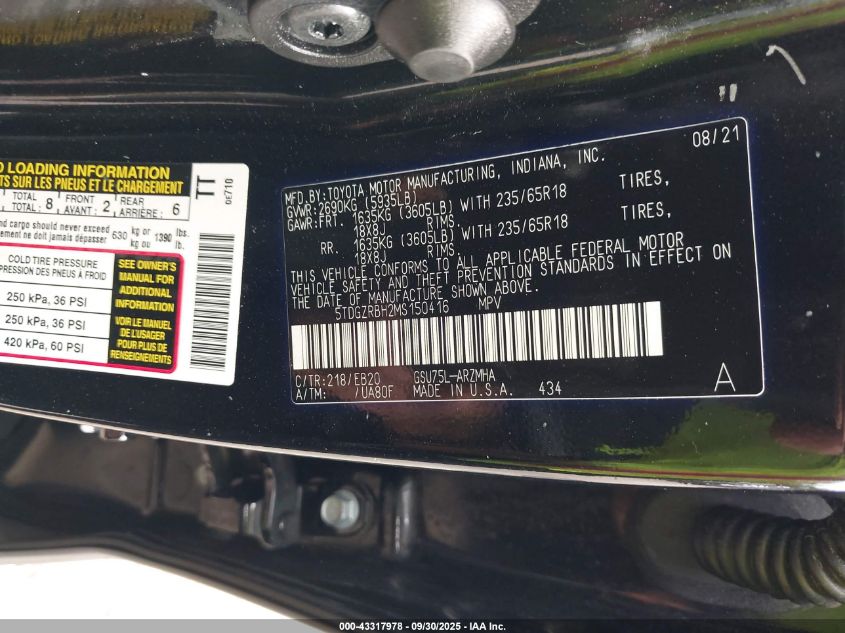 O LOADING INFORMATION
TS SUR LES PNEUS ET LE CHARGEMENT
TOTAL 8 FRONT 2 REAR 6
TOTAL: AVANT: ARRIÈRE
and cargo should never exceed 630 kg or 1390 lbs.
ement ne doit jamais dépasser kg ou lb.
COLD TIRE PRESSURE
PRESSION DES PNEUS À FROID
250 kPa, 36 PSI
250 kPa, 36 PSI
420 kPa, 60 PSI
SEE OWNER'S
MANUAL FOR
ADDITIONAL
INFORMATION
VOIR LE MANUEL
DE L'USAGER
POUR PLUS DE
RENSEIGNEMENTS
TT
0E710
08/21
MFD. BY: TOYOTA MOTOR MANUFACTURING, INDIANA, INC.
GVWR: 2690KG (5935LB)
GAWR: FRT. 1635KG (3605LB) WITH 235/65R18 TIRES,
18X8J RIMS.
RR. 1635KG (3605LB) WITH 235/65R18 TIRES,
18X8J RIMS
THIS VEHICLE CONFORMS TO ALL APPLICABLE FEDERAL MOTOR
VEHICLE SAFETY AND THEFT PREVENTION STANDARDS IN EFFECT ON
THE DATE OF MANUFACTURE SHOWN ABOVE.
5TDGZRBH2MS150416 MPV
C/TR: 218/EB20 GSU75L-ARZMHA
A/TM: /UA80F MADE IN U.S.A. 434
A
000-43317978 - 09/30/2025 - IAA Inc.